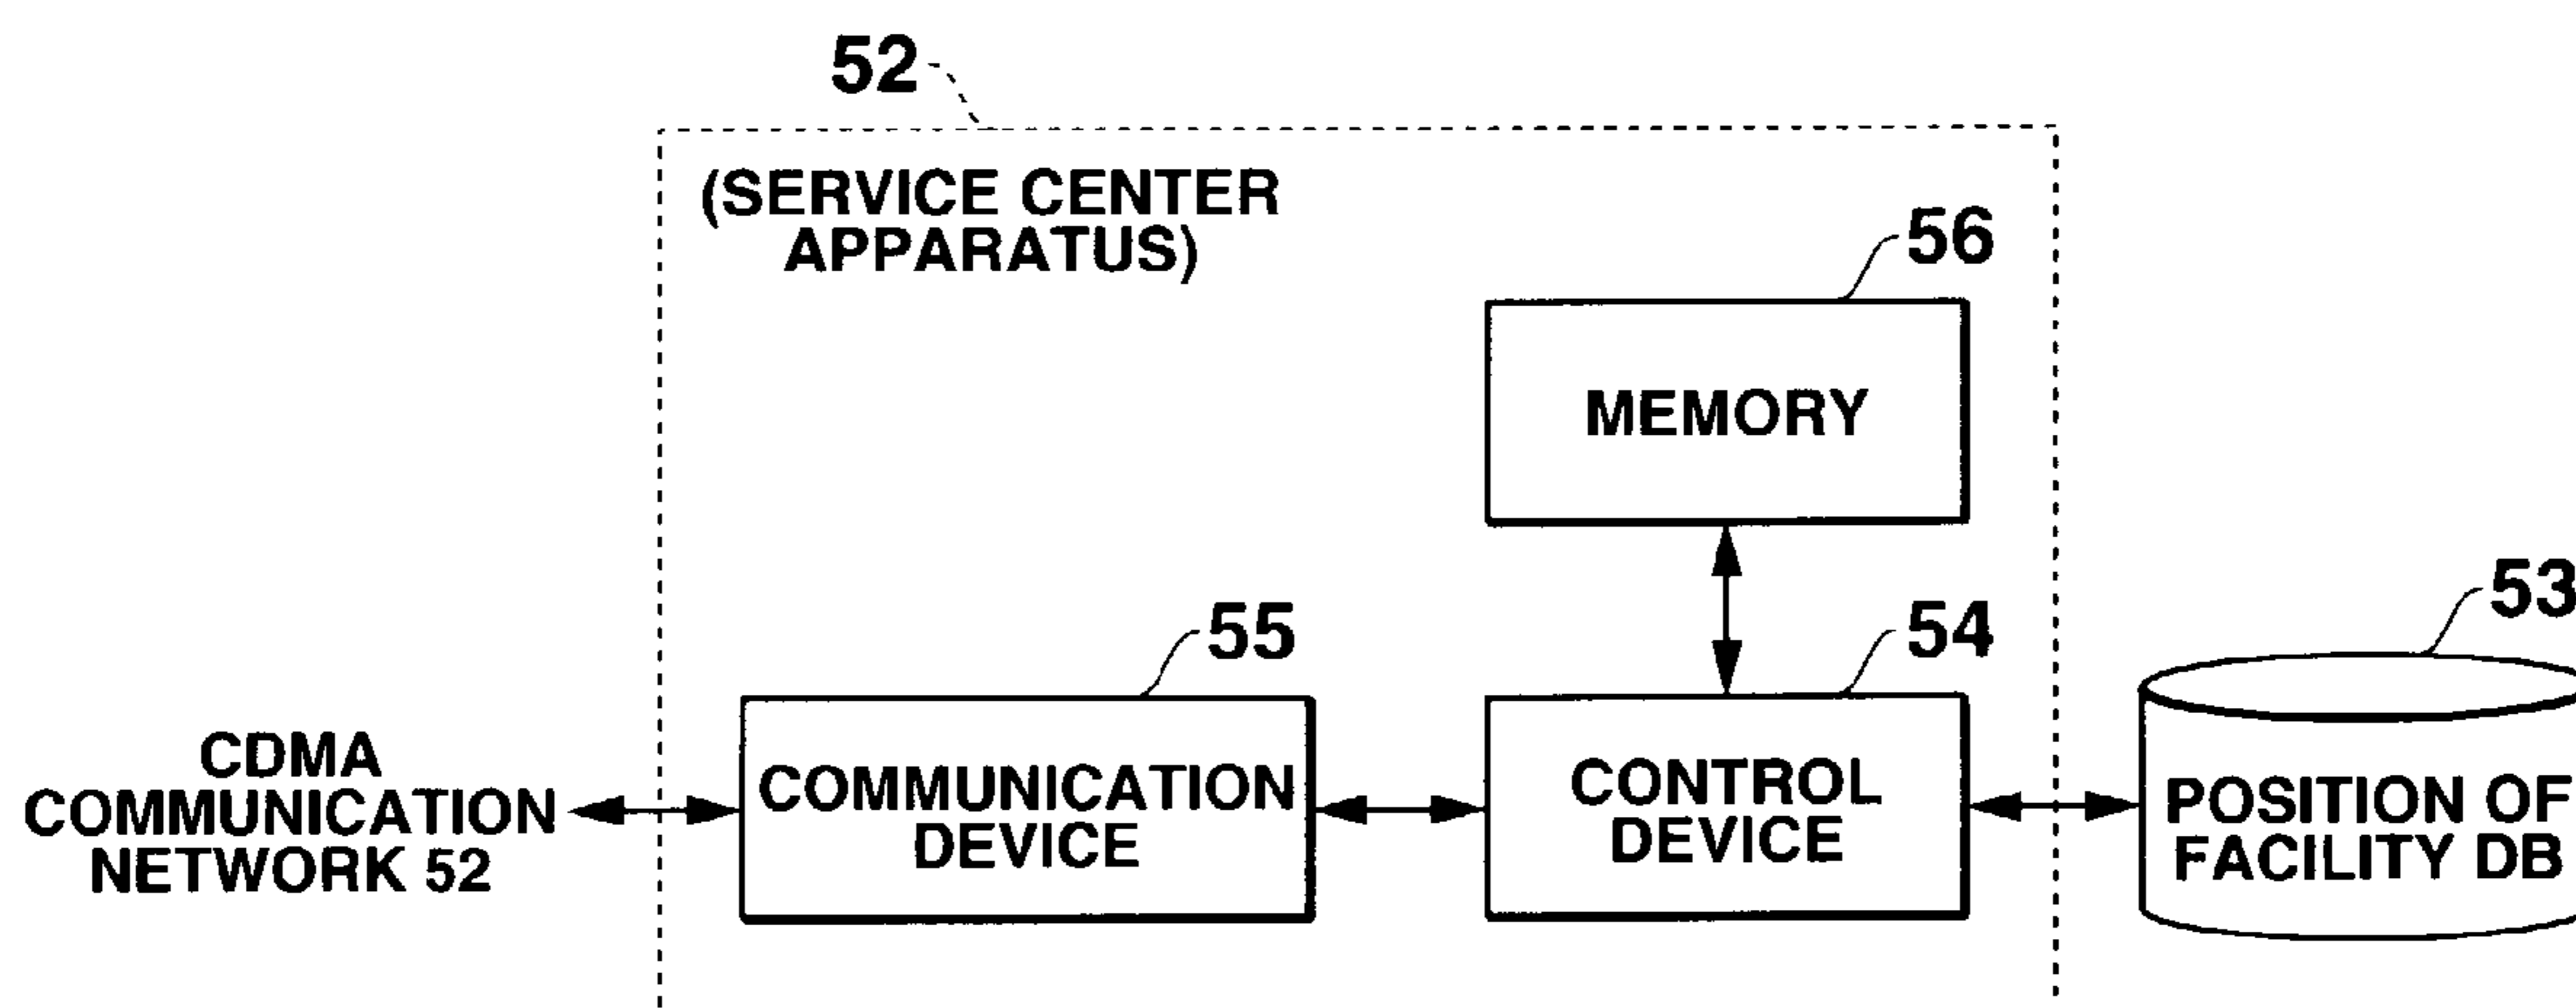 52
(SERVICE CENTER
APPARATUS)
56
MEMORY
55
54
53
CDMA
COMMUNICATION
NETWORK 52
COMMUNICATION
DEVICE
CONTROL
DEVICE
POSITION OF
FACILITY DB